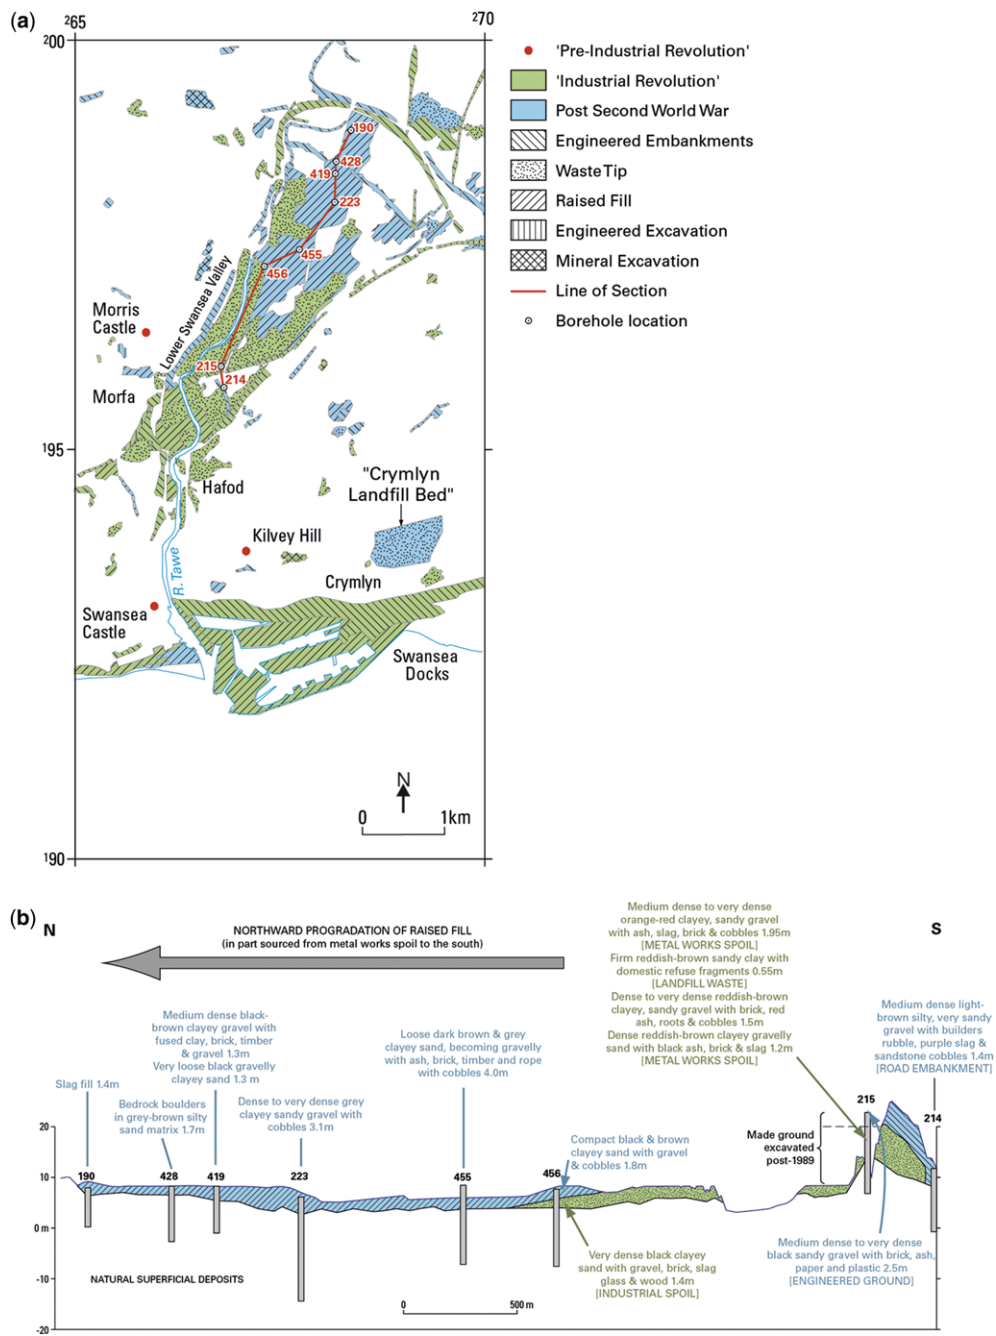 (a)
265
270
200
195
190
'Pre-Industrial Revolution'
'Industrial Revolution'
Post Second World War
Engineered Embankments
Waste Tip
Raised Fill
Engineered Excavation
Mineral Excavation
Line of Section
Borehole location
190
428
419
223
455
456
215
214
Lower Swansea Valley
Morris
Castle
Morfa
Hafod
"Crymlyn
Landfill Bed"
Kilvey Hill
Crymlyn
R. Tawe
Swansea
Castle
Swansea
Docks
N
0 1km
(b)
N
S
NORTHWARD PROGRADATION OF RAISED FILL
(in part sourced from metal works spoil to the south)
Slag fill 1.4m
Bedrock boulders
in grey-brown silty
sand matrix 1.7m
Medium dense black-
brown clayey gravel with
fused clay, brick, timber
& gravel 1.3m
Very loose black gravelly
clayey sand 1.3 m
Dense to very dense grey
clayey sandy gravel with
cobbles 3.1m
Loose dark brown & grey
clayey sand, becoming gravelly
with ash, brick, timber and rope
with cobbles 4.0m
Compact black & brown
clayey sand with gravel
& cobbles 1.8m
Very dense black clayey
sand with gravel, brick, slag
glass & wood 1.4m
[INDUSTRIAL SPOIL]
Medium dense to very dense
orange-red clayey, sandy gravel
with ash, slag, brick & cobbles 1.95m
[METAL WORKS SPOIL]
Firm reddish-brown sandy clay with
domestic refuse fragments 0.55m
[LANDFILL WASTE]
Dense to very dense reddish-brown
clayey, sandy gravel with brick, red
ash, roots & cobbles 1.5m
Dense reddish-brown clayey gravelly
sand with black ash, brick & slag 1.2m
[METAL WORKS SPOIL]
Medium dense light-
brown silty, very sandy
gravel with builders
rubble, purple slag &
sandstone cobbles 1.4m
[ROAD EMBANKMENT]
Medium dense to very dense
black sandy gravel with brick, ash,
paper and plastic 2.5m
[ENGINEERED GROUND]
Made ground
excavated
post-1989
190
428
419
223
455
456
215
214
20
10
0 m
-10
-20
20
10
0
-10
-20
NATURAL SUPERFICIAL DEPOSITS
0 500 m